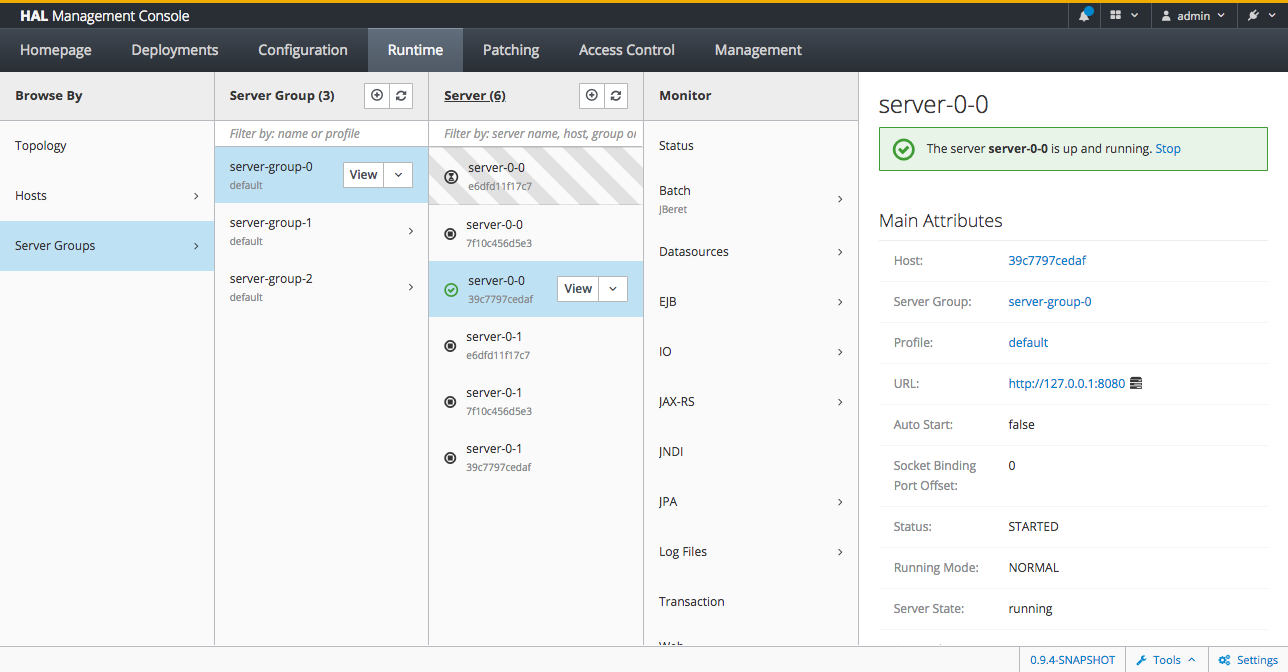 HAL Management Console
admin
Homepage Deployments Configuration Runtime Patching Access Control Management
Browse By
Topology
Hosts
Server Groups
Server Group (3)
Filter by: name or profile
server-group-0
default
View
server-group-1
default
server-group-2
default
Server (6)
Filter by: server name, host, group or
server-0-0
e6dfd11f17c7
server-0-0
7f10c456d5e3
server-0-0
39c7797cedaf
View
server-0-1
e6dfd11f17c7
server-0-1
7f10c456d5e3
server-0-1
39c7797cedaf
Monitor
Status
Batch
JBeret
Datasources
EJB
IO
JAX-RS
JNDI
JPA
Log Files
Transaction
server-0-0
The server server-0-0 is up and running. Stop
Main Attributes
Host: 39c7797cedaf
Server Group: server-group-0
Profile: default
URL: http://127.0.0.1:8080
Auto Start: false
Socket Binding 0
Port Offset:
Status: STARTED
Running Mode: NORMAL
Server State: running
0.9.4-SNAPSHOT Tools Settings